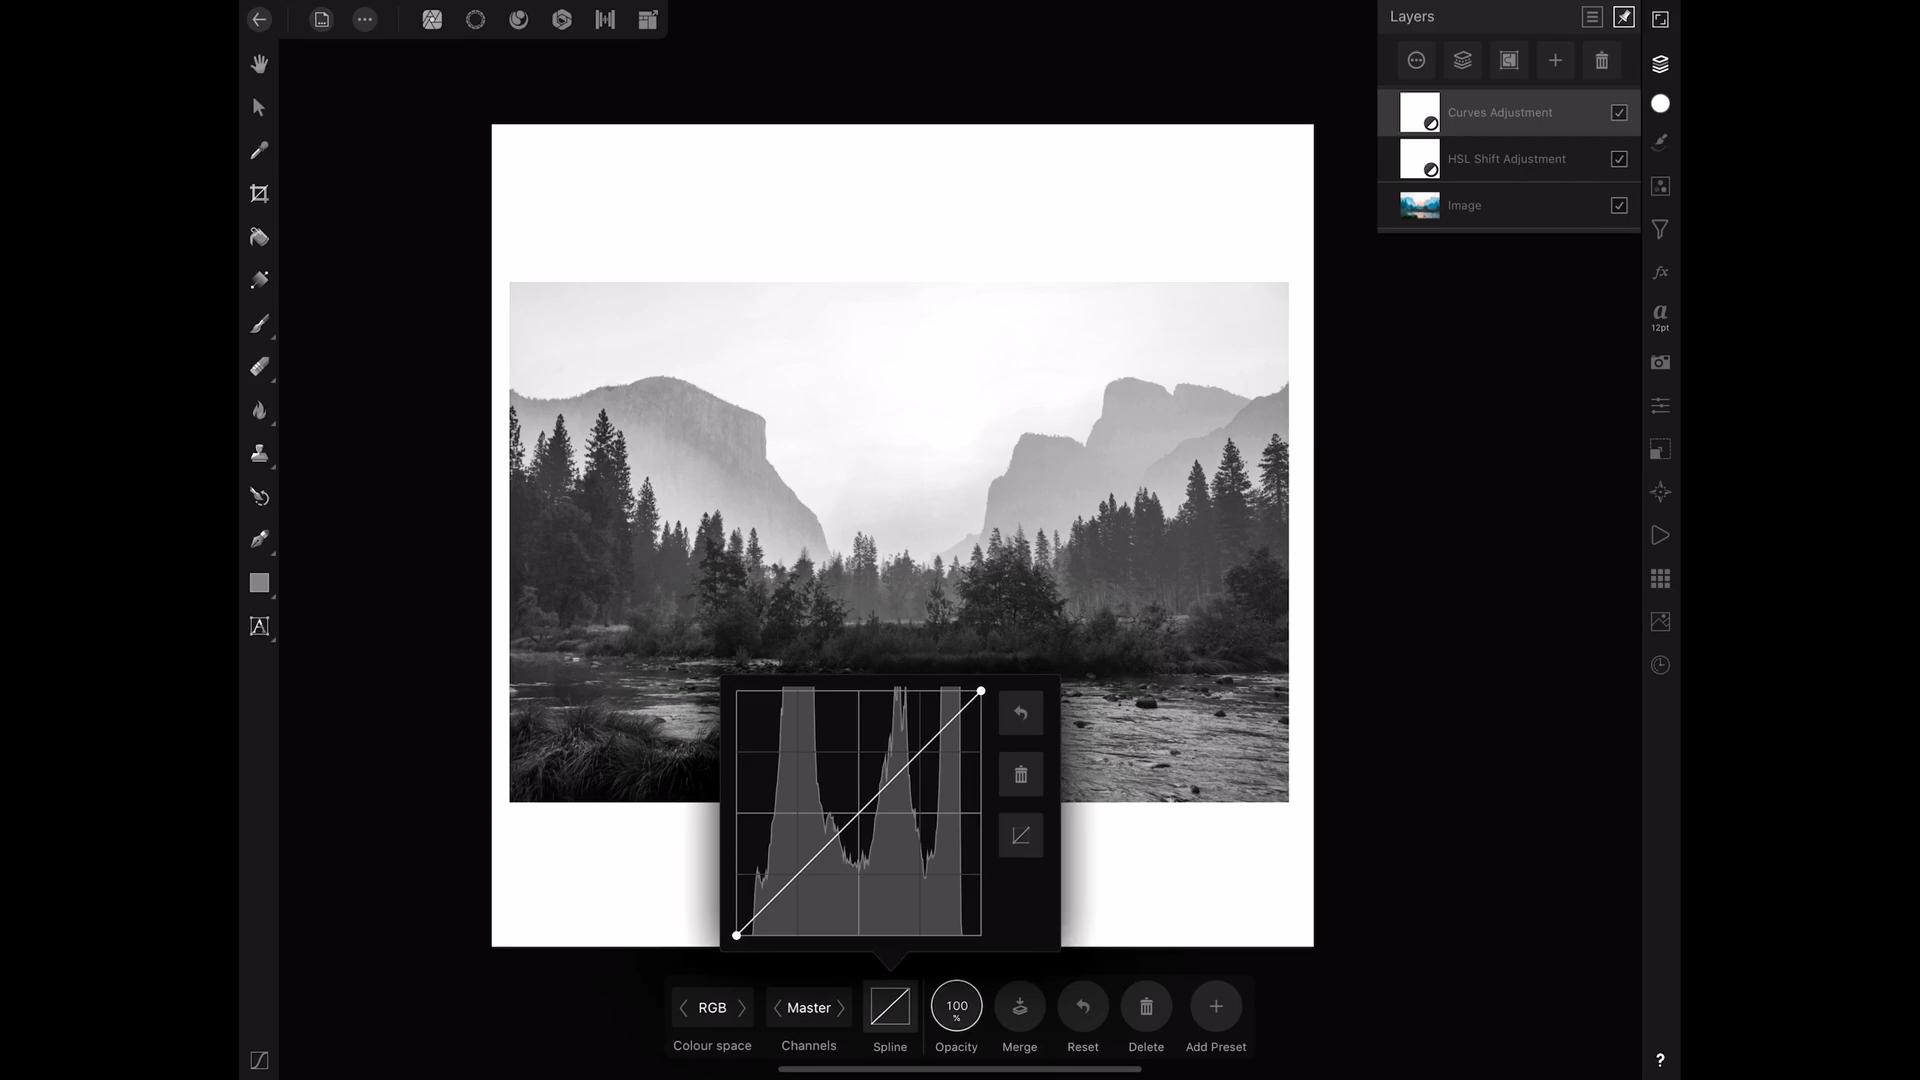 Layers
Curves Adjustment
HSL Shift Adjustment
Image
a
12pt
fx
A
RGB
Master
100
%
Colour space
Channels
Spline
Opacity
Merge
Reset
Delete
Add Preset
?